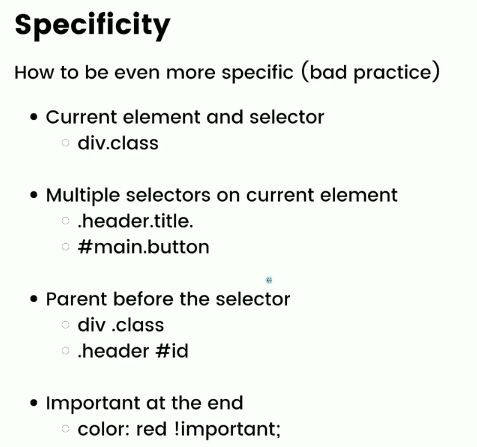 Specificity
How to be even more specific (bad practice)
• Current element and selector
○ div.class
• Multiple selectors on current element
○ .header.title.
○ #main.button
• Parent before the selector
○ div .class
○ .header #id
• Important at the end
○ color: red !important;